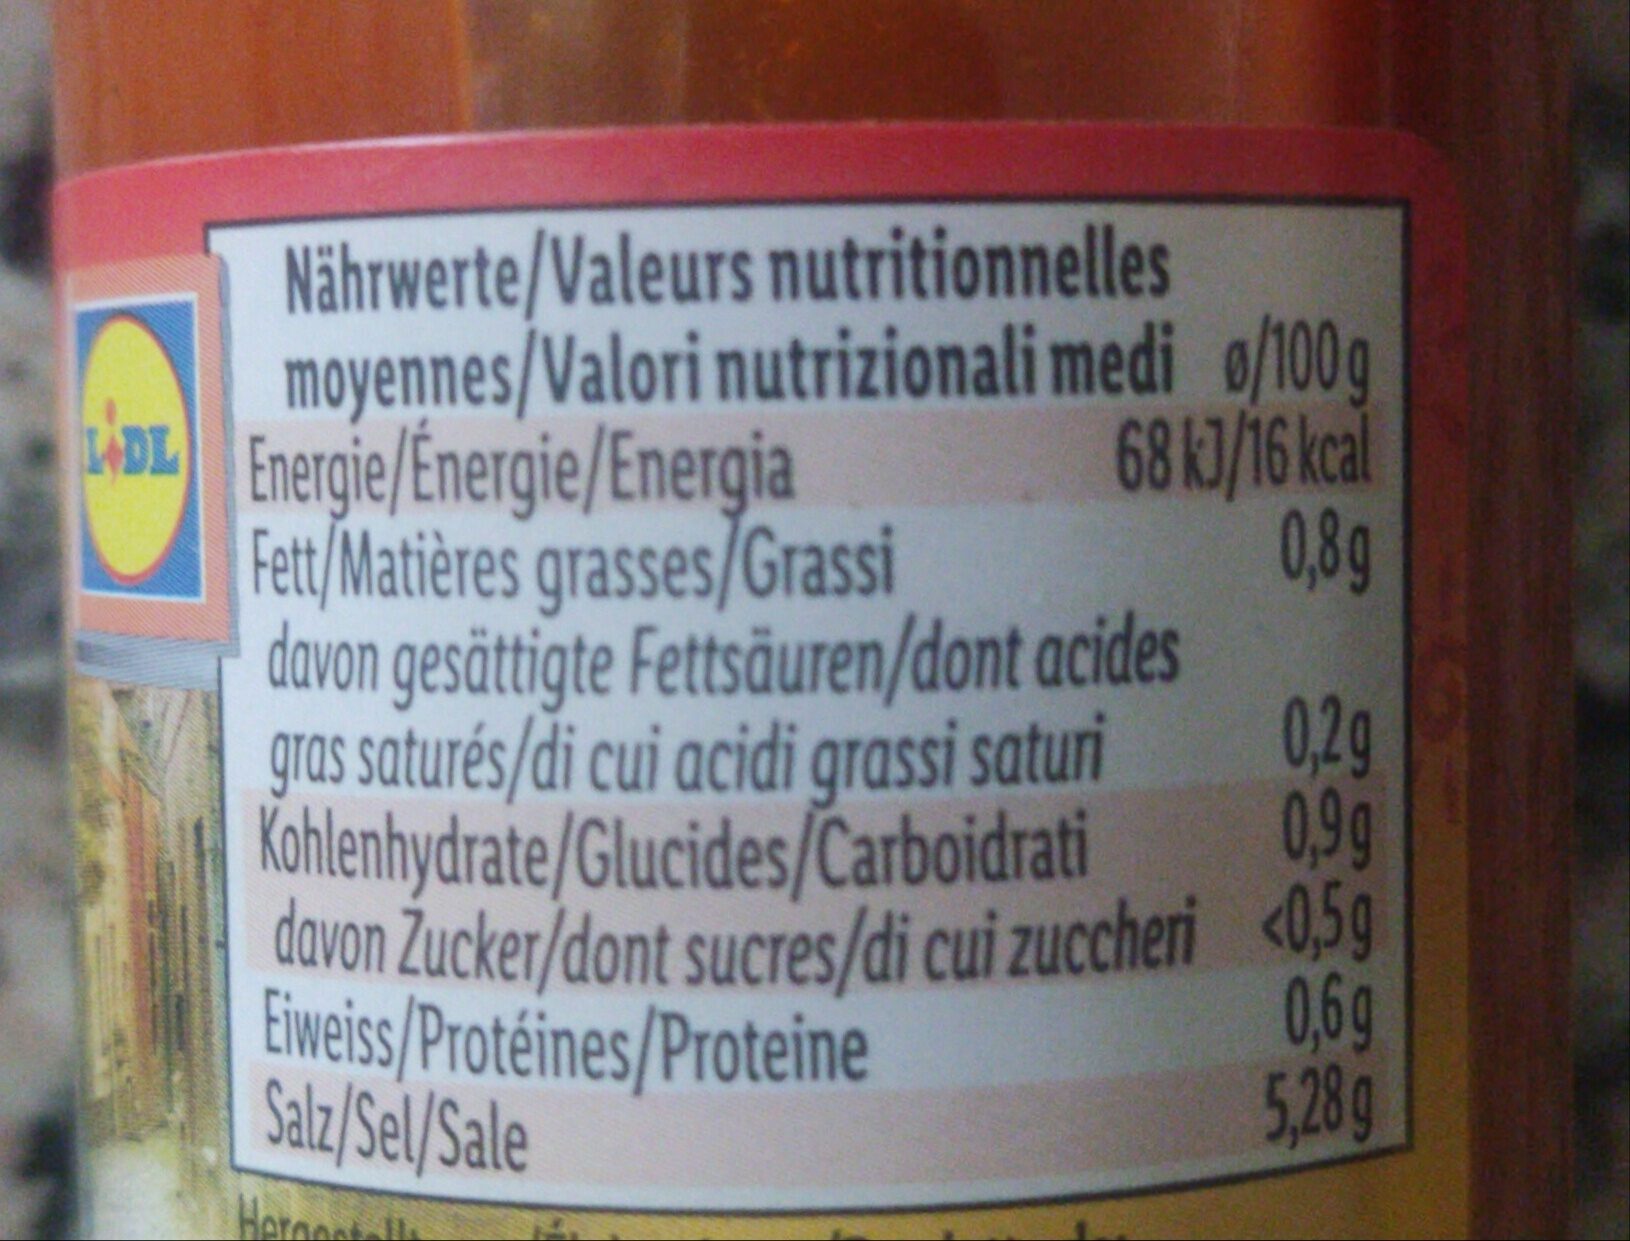 Nährwerte/Valeurs nutritionnelles
moyennes/Valori nutrizionali medi ø/100 g
LIDL
Energie/Énergie/Energia 68 kJ/16 kcal
Fett/Matières grasses/Grassi 0,8 g
davon gesättigte Fettsäuren/dont acides
gras saturés/di cui acidi grassi saturi 0,2 g
Kohlenhydrate/Glucides/Carboidrati 0,9 g
davon Zucker/dont sucres/di cui zuccheri <0,5 g
Eiweiss/Protéines/Proteine 0,6 g
Salz/Sel/Sale 5,28 g